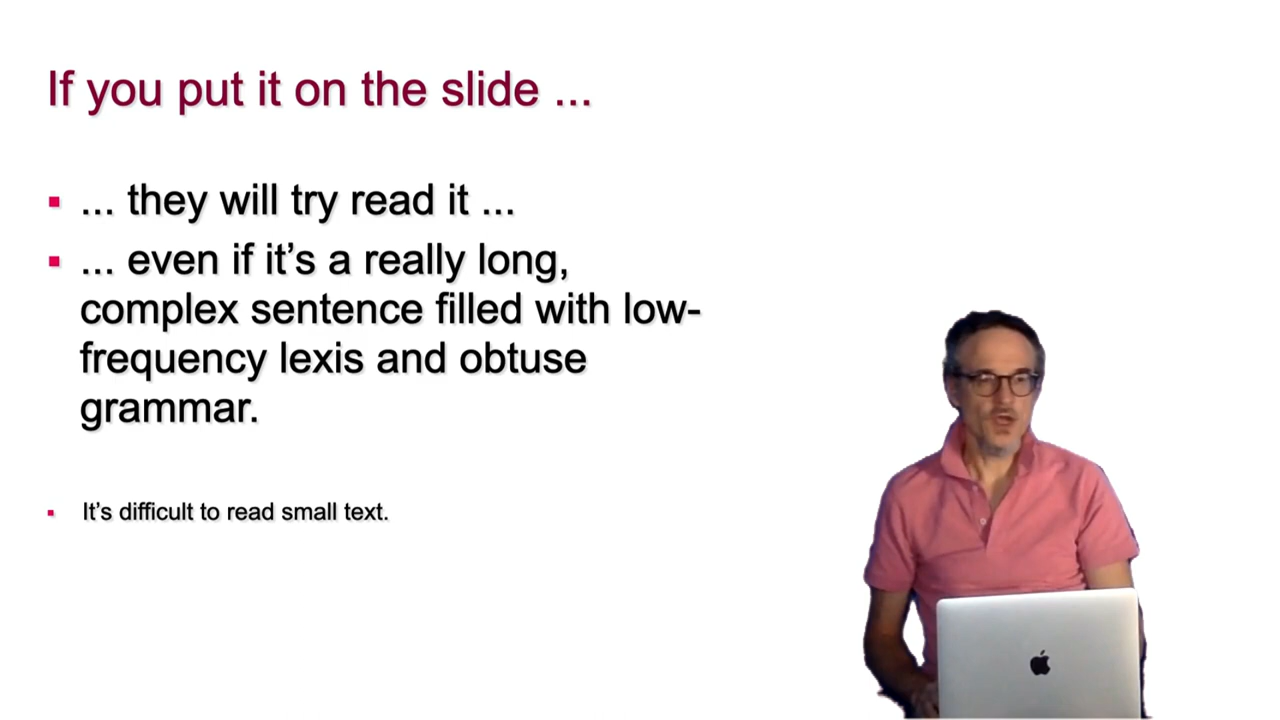 If you put it on the slide ...
▪ ... they will try read it ...
▪ ... even if it’s a really long,
complex sentence filled with low-
frequency lexis and obtuse
grammar.
▪ It’s difficult to read small text.